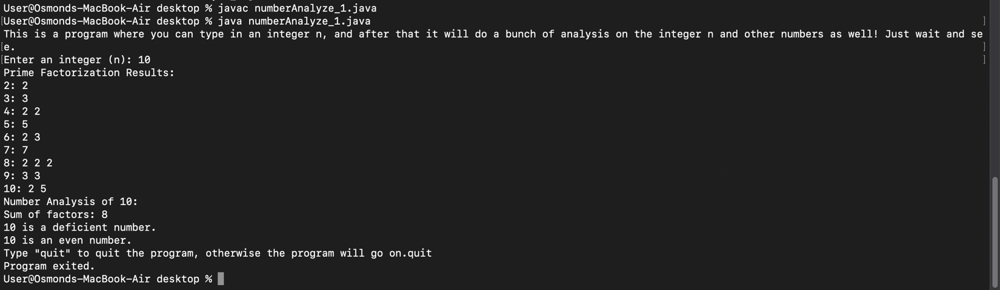 User@Osmonds-MacBook-Air desktop % javac numberAnalyze_1.java
[User@Osmonds-MacBook-Air desktop % java numberAnalyze_1.java ]
This is a program where you can type in an integer n, and after that it will do a bunch of analysis on the integer n and other numbers as well! Just wait and se
[e. ]
[Enter an integer (n): 10 ]
Prime Factorization Results:
2: 2
3: 3
4: 2 2
5: 5
6: 2 3
7: 7
8: 2 2 2
9: 3 3
10: 2 5
Number Analysis of 10:
Sum of factors: 8
10 is a deficient number.
10 is an even number.
Type "quit" to quit the program, otherwise the program will go on.quit
Program exited.
User@Osmonds-MacBook-Air desktop %